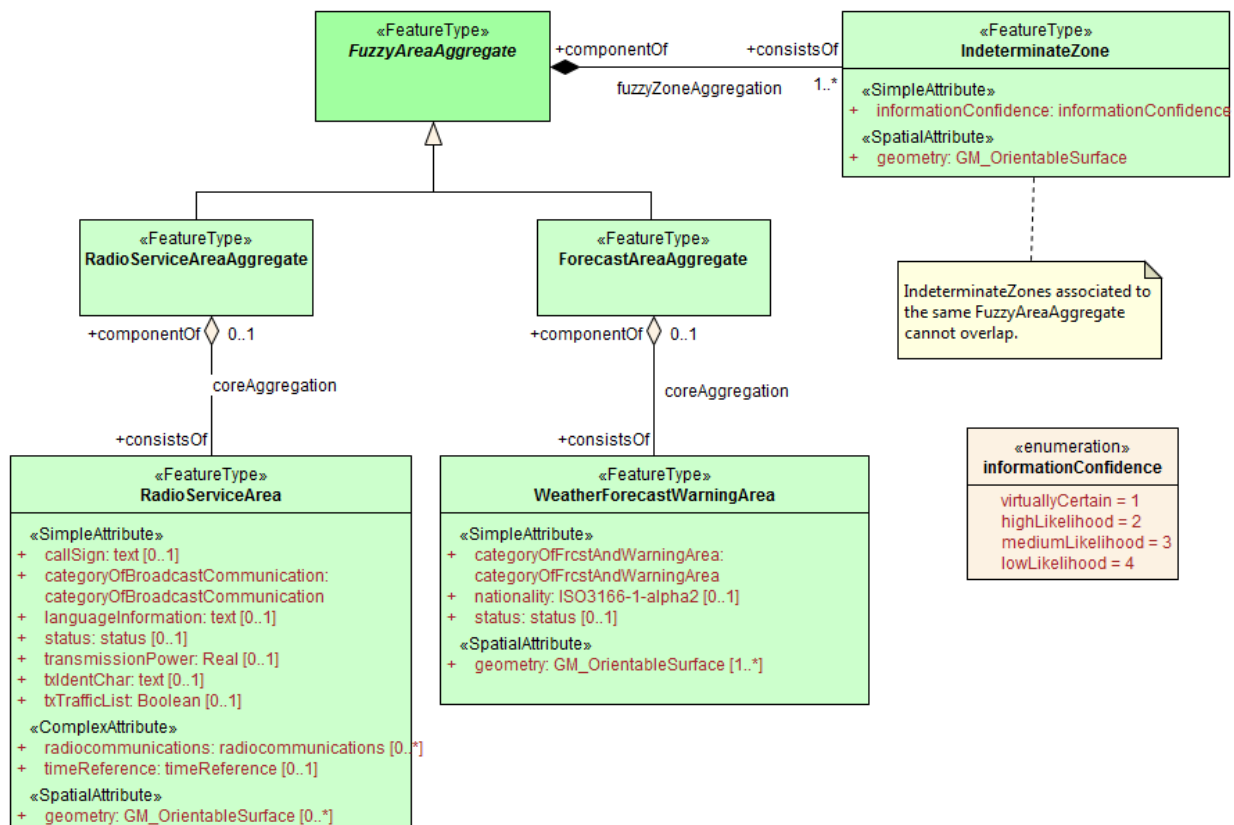 «FeatureType»
FuzzyAreaAggregate
+componentOf
+consistsOf
fuzzyZoneAggregation
1..*
«FeatureType»
IndeterminateZone
«SimpleAttribute»
+ informationConfidence: informationConfidence
«SpatialAttribute»
+ geometry: GM_OrientableSurface
IndeterminateZones associated to
the same FuzzyAreaAggregate
cannot overlap.
«FeatureType»
RadioServiceAreaAggregate
«FeatureType»
ForecastAreaAggregate
+componentOf
0..1
coreAggregation
+consistsOf
+componentOf
0..1
coreAggregation
+consistsOf
«FeatureType»
RadioServiceArea
«SimpleAttribute»
+ callSign: text [0..1]
+ categoryOfBroadcastCommunication:
categoryOfBroadcastCommunication
+ languageInformation: text [0..1]
+ status: status [0..1]
+ transmissionPower: Real [0..1]
+ txIdentChar: text [0..1]
+ txTrafficList: Boolean [0..1]
«ComplexAttribute»
+ radiocommunications: radiocommunications [0..*]
+ timeReference: timeReference [0..1]
«SpatialAttribute»
+ geometry: GM_OrientableSurface [0..*]
«FeatureType»
WeatherForecastWarningArea
«SimpleAttribute»
+ categoryOfFrcstAndWarningArea:
categoryOfFrcstAndWarningArea
+ nationality: ISO3166-1-alpha2 [0..1]
+ status: status [0..1]
«SpatialAttribute»
+ geometry: GM_OrientableSurface [1..*]
«enumeration»
informationConfidence
virtuallyCertain = 1
highLikelihood = 2
mediumLikelihood = 3
lowLikelihood = 4